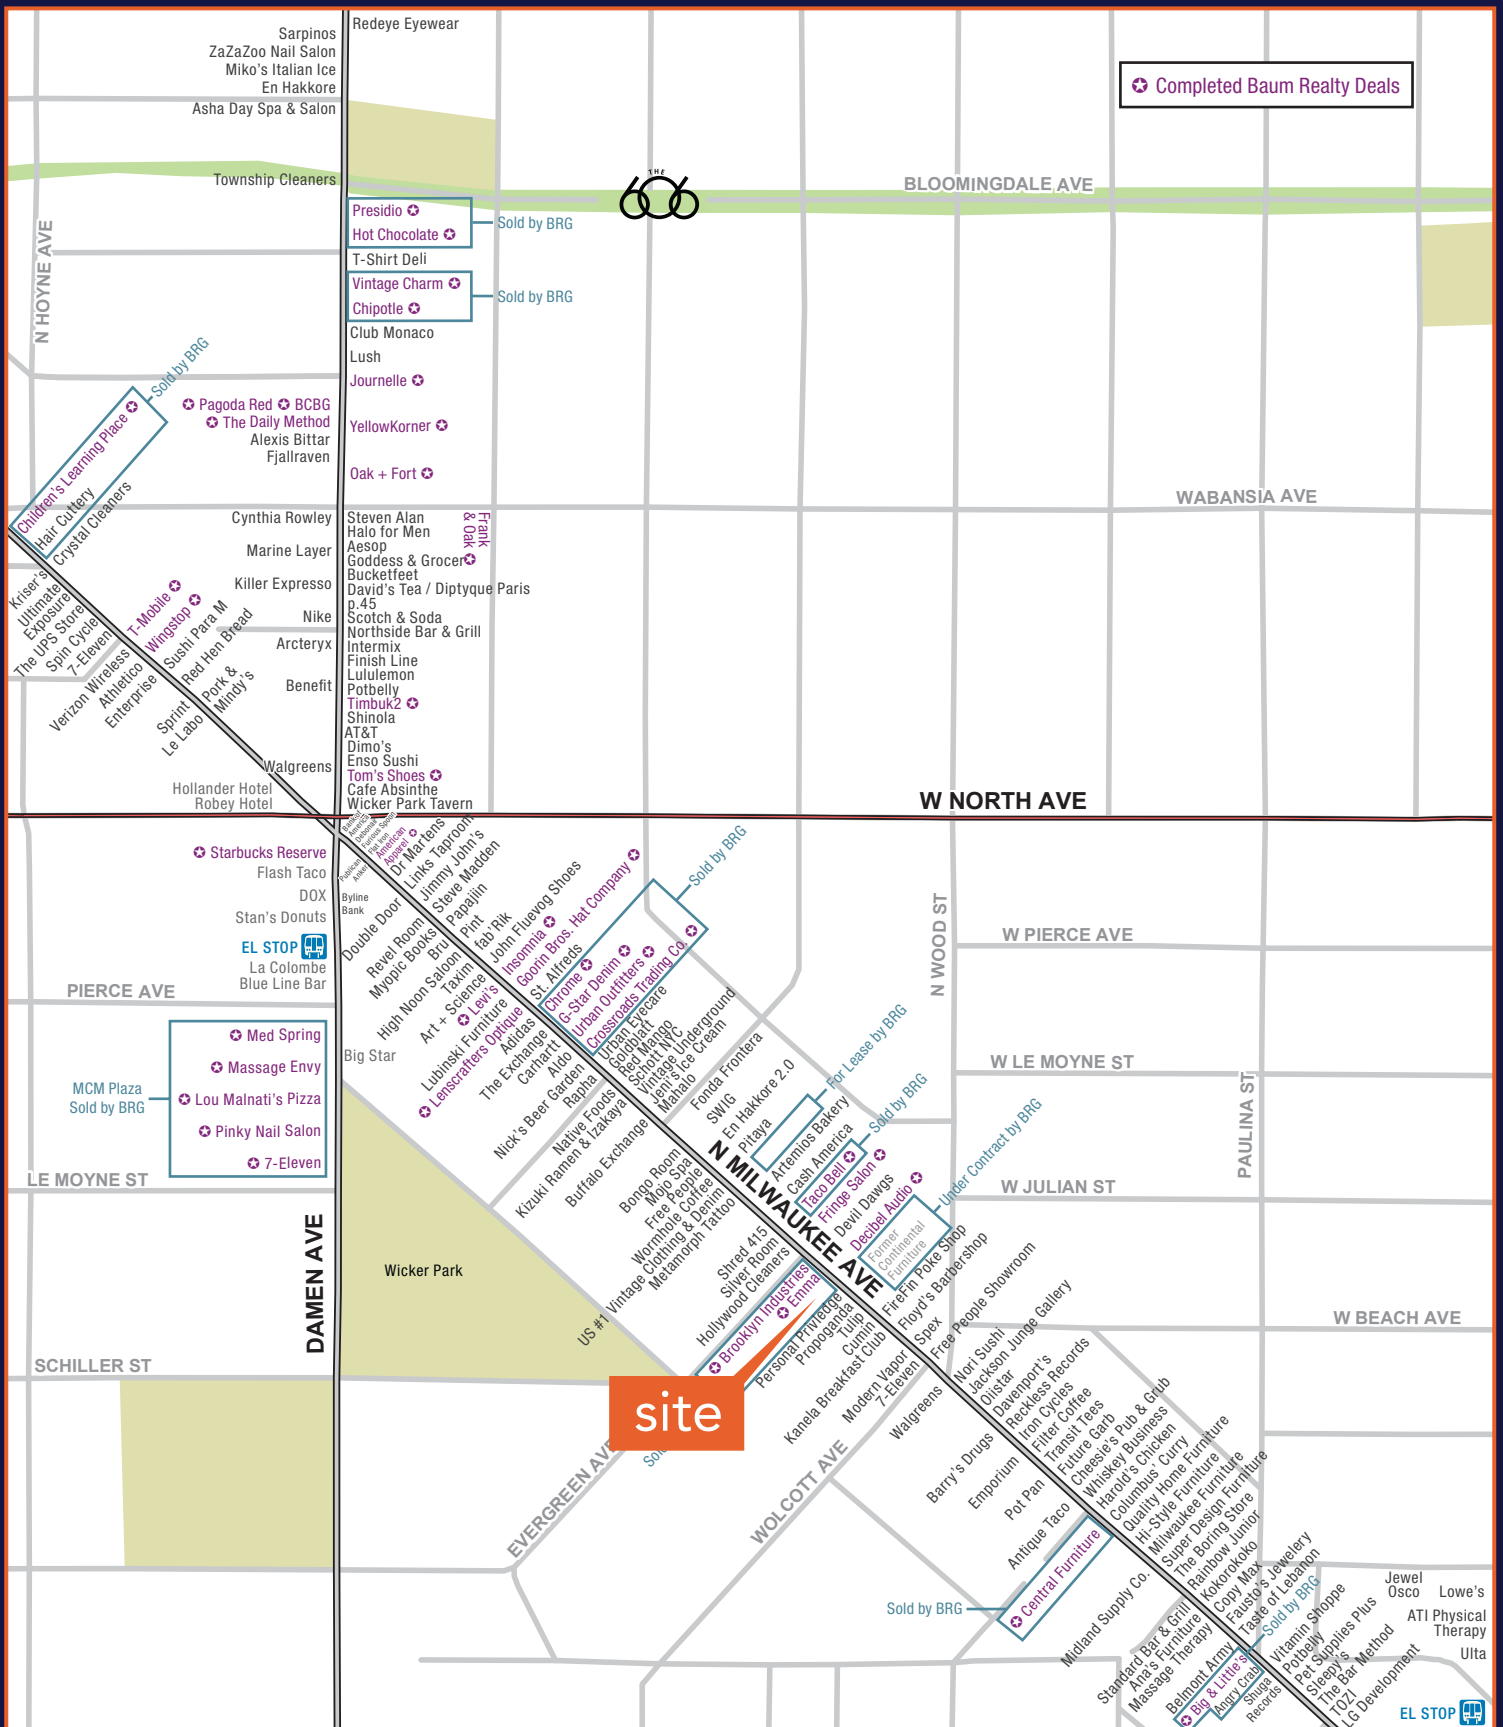 Redeye Eyewear
Sarpinos
ZaZaZoo Nail Salon
Miko's Italian Ice
En Hakkore
Asha Day Spa & Salon
Completed Baum Realty Deals
Township Cleaners
THE
606
BLOOMINGDALE AVE
Presidio
Hot Chocolate
Sold by BRG
T-Shirt Deli
Vintage Charm
Chipotle
Sold by BRG
Club Monaco
Lush
Journelle
YellowKorner
Oak + Fort
N HOYNE AVE
Sold by BRG
Pagoda Red
BCBG
The Daily Method
Alexis Bittar
Fjallraven
Children's Learning Place
Hair Cuttery
Crystal Cleaners
WABANSIA AVE
Cynthia Rowley
Marine Layer
Killer Expresso
Nike
Arcteryx
Benefit
Walgreens
Steven Alan
Halo for Men
Aesop
Goddess & Grocer
Bucketfeet
David's Tea / Diptyque Paris
p.45
Scotch & Soda
Northside Bar & Grill
Intermix
Finish Line
Lululemon
Potbelly
Timbuk2
Shinola
AT&T
Dimo's
Enso Sushi
Tom's Shoes
Cafe Absinthe
Wicker Park Tavern
Frank
& Oak
Kriser's
Ultimate
Exposure
The UPS Store
Spin Cycle
7-Eleven
T-Mobile
Wingstop
Sushi Para M
Red Hen Bread
Pork &
Mindy's
Verizon Wireless
Athletico
Enterprise
Sprint
Le Labo
Hollander Hotel
Robey Hotel
W NORTH AVE
Bank of
America
Debonair
Furious Spoon
Flat Iron
American
Apparel
Dr Martens
Links Taproom
Jimmy John's
Steve Madden
Papajin
Pint
fab'Rik
John Fluevog Shoes
Insomnia
Goorin Bros. Hat Company
St. Alfreds
Chrome
G-Star Denim
Urban Outfitters
Crossroads Trading Co.
Sold by BRG
Urban Eyecare
Goldblatt
Red Mango
Schott NYC
Vintage Underground
Jeni's Ice Cream
Mahalo
Fonda Frontera
SWIG
En Hakkore 2.0
Pitaya
For Lease by BRG
Artemios Bakery
Cash America
Taco Bell
Sold by BRG
Fringe Salon
Devil Dawgs
Decibel Audio
Former
Continental
Furniture
Under Contract by BRG
FireFin Poke Shop
Floyd's Barbershop
Spex
Free People Showroom
Nori Sushi
Jackson Junge Gallery
Olistar
Davenport's
Reckless Records
Iron Cycles
Filter Coffee
Transit Tees
Future Garb
Cheesie's Pub & Grub
Whiskey Business
Harold's Chicken
Columbus' Curry
Quality Home Furniture
Hi-Style Furniture
Milwaukee Furniture
Super Design Furniture
The Boring Store
Rainbow Junior
Kokorokoko
Copy Max
Fausto's Jewelery
Taste of Lebanon
Sold by BRG
Vitamin Shoppe
Potbelly
Pet Supplies Plus
Sleepy's
The Bar Method
TOZI
LG Development
Jewel
Osco
Lowe's
ATI Physical
Therapy
Ulta
EL STOP
Starbucks Reserve
Flash Taco
DOX
Stan's Donuts
EL STOP
La Colombe
Blue Line Bar
PIERCE AVE
Publican
Anker
Byline
Bank
Double Door
Revel Room
Myopic Books
Bru
High Noon Saloon
Taxim
Art + Science
Levi's
Lubinski Furniture
Lenscrafters Optique
Adidas
The Exchange
Carhartt
Aldo
Nick's Beer Garden
Rapha
Native Foods
Kizuki Ramen & Izakaya
Buffalo Exchange
Bongo Room
Mojo Spa
Free People
Wormhole Coffee
US #1 Vintage Clothing & Denim
Metamorph Tattoo
Shred 415
Silver Room
Hollywood Cleaners
Brooklyn Industries
Emma
Personal Privledge
Propoganda
Tulip
Cumin
Kanela Breakfast Club
Modern Vapor
7-Eleven
Walgreens
Barry's Drugs
Emporium
Pot Pan
Antique Taco
Central Furniture
Sold by BRG
Midland Supply Co.
Standard Bar & Grill
Ana's Furniture
Massage Therapy
Belmont Army
Big & Little's
Angry Crab
Shuga
Records
Big Star
Med Spring
Massage Envy
Lou Malnati's Pizza
Pinky Nail Salon
7-Eleven
MCM Plaza
Sold by BRG
LE MOYNE ST
DAMEN AVE
Wicker Park
SCHILLER ST
site
EVERGREEN AVE
WOLCOTT AVE
N MILWAUKEE AVE
N WOOD ST
W PIERCE AVE
W LE MOYNE ST
PAULINA ST
W JULIAN ST
W BEACH AVE